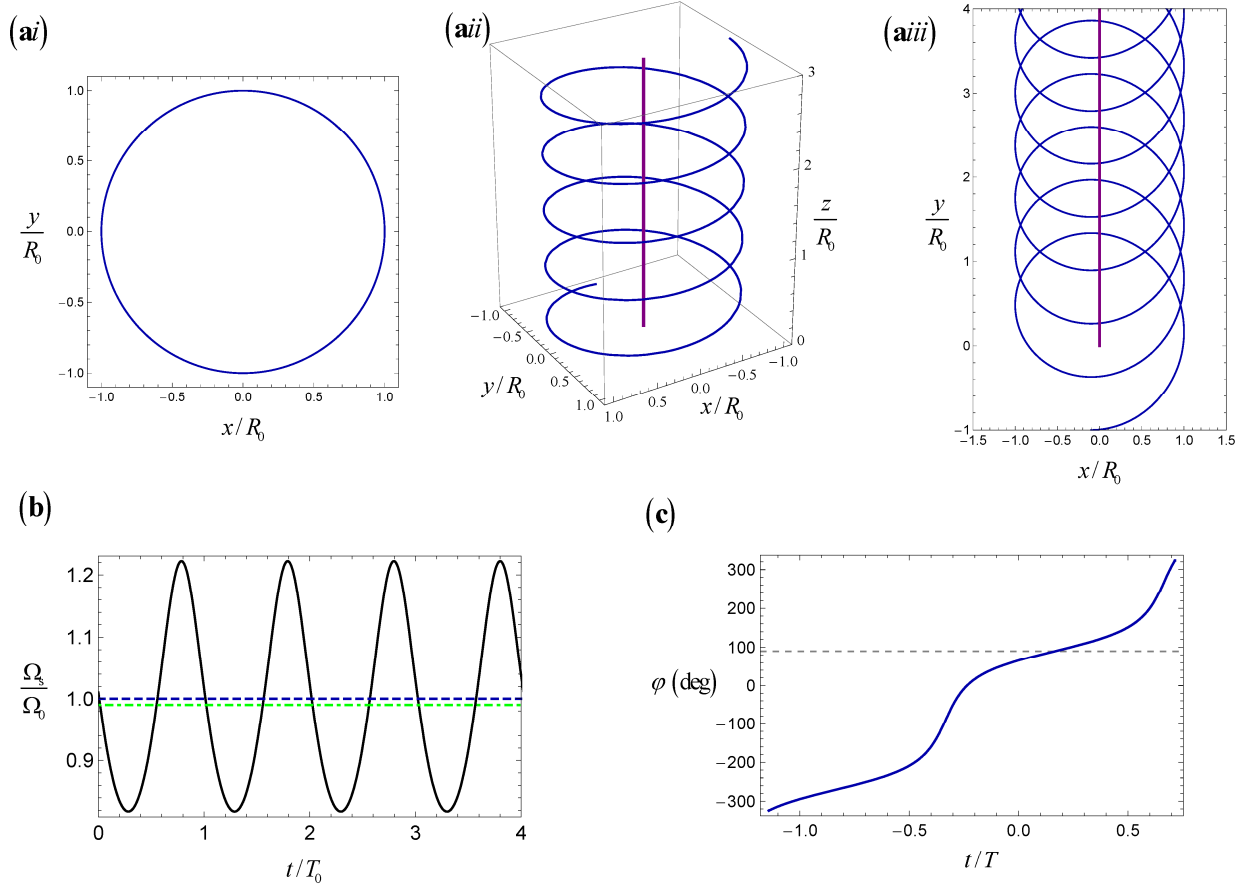 (ai)
1.0
0.5
0.0
−0.5
−1.0
y/R0
−1.0 −0.5 0.0 0.5 1.0
x/R0
(aii)
3
2
1
0
z/R0
−1.0
−0.5
0.0
0.5
1.0
y/R0
1.0 0.5 0.0 −0.5 −1.0
x/R0
(aiii)
4
3
2
1
0
−1
y/R0
−1.5 −1.0 −0.5 0.0 0.5 1.0 1.5
x/R0
(b)
1.2
1.1
1.0
0.9
Ωs/Ω0
0 1 2 3 4
t/T0
(c)
300
200
100
0
−100
−200
−300
φ(deg)
−1.0 −0.5 0.0 0.5
t/T